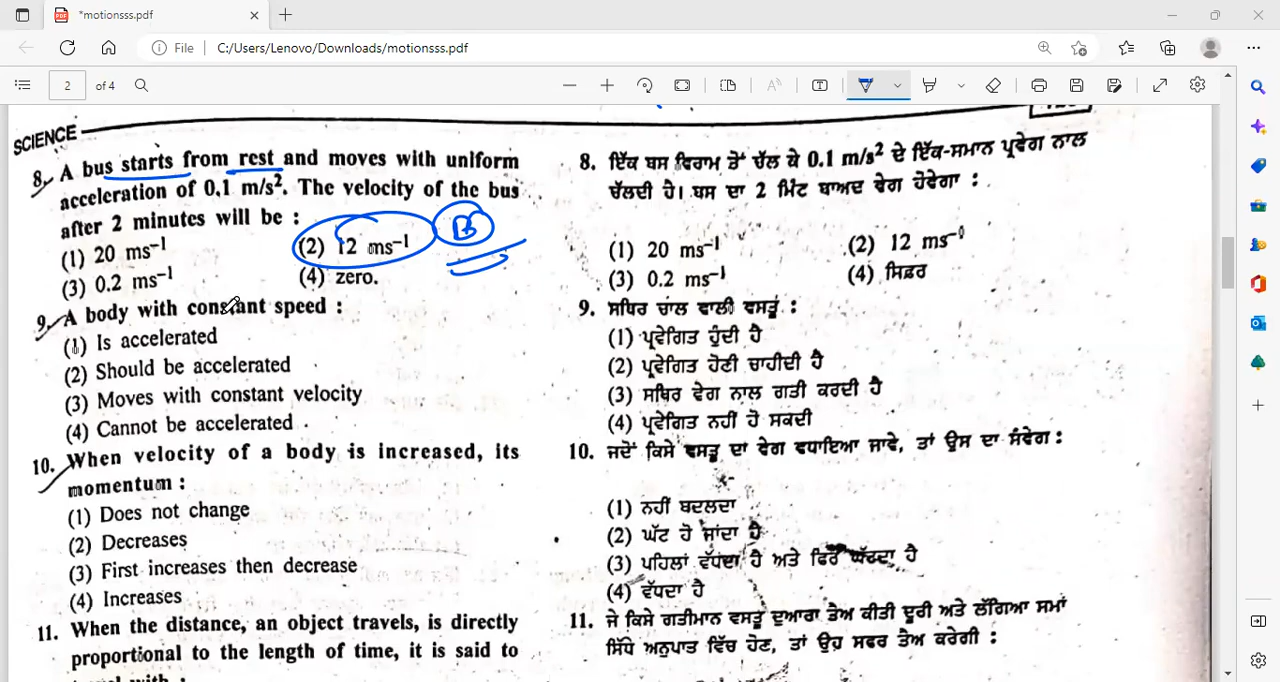 *motionsss.pdf
File C:/Users/Lenovo/Downloads/motionsss.pdf
2 of 4
SCIENCE
8. A bus starts from rest and moves with uniform
acceleration of 0.1 m/s². The velocity of the bus
after 2 minutes will be :
(1) 20 ms⁻¹ (2) 12 ms⁻¹ B
(3) 0.2 ms⁻¹ (4) zero.
9. A body with constant speed :
(1) Is accelerated
(2) Should be accelerated
(3) Moves with constant velocity
(4) Cannot be accelerated
10. When velocity of a body is increased, its
momentum :
(1) Does not change
(2) Decreases
(3) First increases then decrease
(4) Increases
11. When the distance, an object travels, is directly
proportional to the length of time, it is said to
8. ਇੱਕ ਬਸ ਵਿਰਾਮ ਤੋਂ ਚੱਲ ਕੇ 0.1 m/s² ਦੇ ਇੱਕ-ਸਮਾਨ ਪ੍ਰਵੇਗ ਨਾਲ
ਚੱਲਦੀ ਹੈ। ਬਸ ਦਾ 2 ਮਿੰਟ ਬਾਅਦ ਵੇਗ ਹੋਵੇਗਾ :
(1) 20 ms⁻¹ (2) 12 ms⁻¹
(3) 0.2 ms⁻¹ (4) ਸਿਫ਼ਰ
9. ਸਥਿਰ ਚਾਲ ਵਾਲੀ ਵਸਤੂ :
(1) ਪ੍ਰਵੇਗਿਤ ਹੁੰਦੀ ਹੈ
(2) ਪ੍ਰਵੇਗਿਤ ਹੋਣੀ ਚਾਹੀਦੀ ਹੈ
(3) ਸਥਿਰ ਵੇਗ ਨਾਲ ਗਤੀ ਕਰਦੀ ਹੈ
(4) ਪ੍ਰਵੇਗਿਤ ਨਹੀਂ ਹੋ ਸਕਦੀ
10. ਜਦੋਂ ਕਿਸੇ ਵਸਤੂ ਦਾ ਵੇਗ ਵਧਾਇਆ ਜਾਵੇ, ਤਾਂ ਉਸ ਦਾ ਸੰਵੇਗ :
(1) ਨਹੀਂ ਬਦਲਦਾ
(2) ਘੱਟ ਹੋ ਜਾਂਦਾ ਹੈ
(3) ਪਹਿਲਾਂ ਵੱਧਦਾ ਹੈ ਅਤੇ ਫਿਰ ਘੱਟਦਾ ਹੈ
(4) ਵੱਧਦਾ ਹੈ
11. ਜੇ ਕਿਸੇ ਗਤੀਮਾਨ ਵਸਤੂ ਦੁਆਰਾ ਤੈਅ ਕੀਤੀ ਦੂਰੀ ਅਤੇ ਲੱਗਿਆ ਸਮਾਂ
ਸਿੱਧੇ ਅਨੁਪਾਤ ਵਿੱਚ ਹੋਣ, ਤਾਂ ਉਹ ਸਫਰ ਤੈਅ ਕਰੇਗੀ :